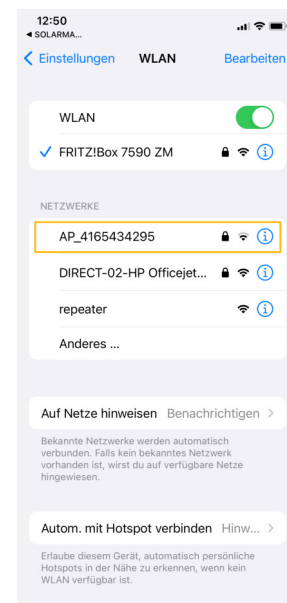 12:50
◀ SOLARMA...
Einstellungen WLAN Bearbeiten
WLAN
FRITZ!Box 7590 ZM
NETZWERKE
AP_4165434295
DIRECT-02-HP Officejet...
repeater
Anderes ...
Auf Netze hinweisen Benachrichtigen >
Bekannte Netzwerke werden automatisch
verbunden. Falls kein bekanntes Netzwerk
vorhanden ist, wirst du auf verfügbare Netze
hingewiesen.
Autom. mit Hotspot verbinden Hinw... >
Erlaube diesem Gerät, automatisch persönliche
Hotspots in der Nähe zu erkennen, wenn kein
WLAN verfügbar ist.